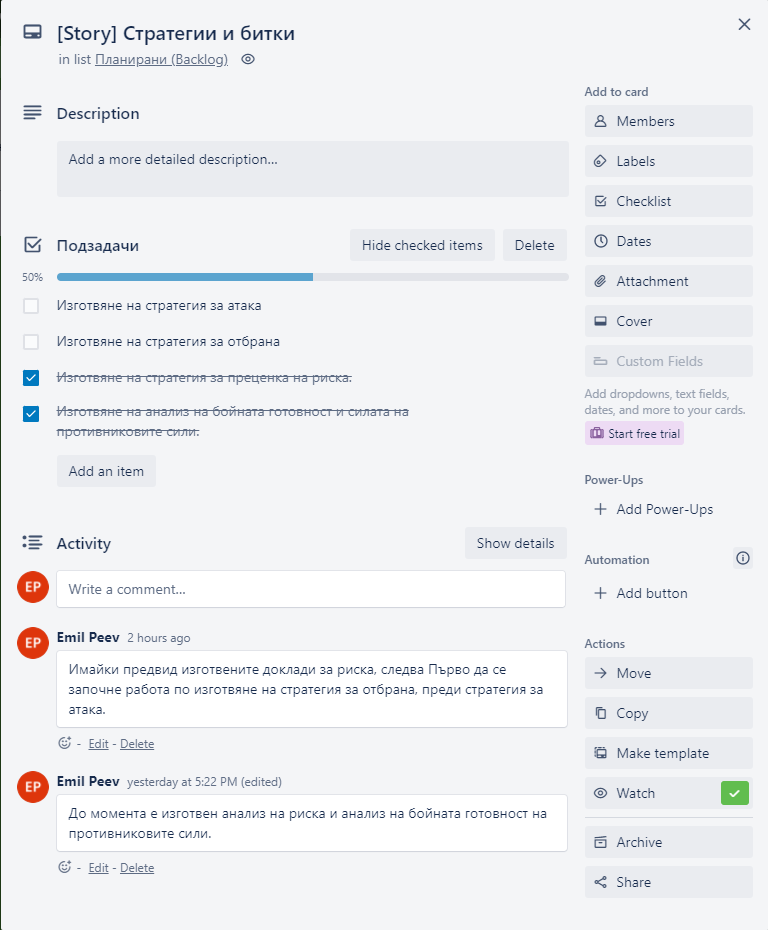 [Story] Стратегии и битки
in list Планирани (Backlog)
Description
Add a more detailed description...
Подзадачи
Hide checked items
Delete
50%
Изготвяне на стратегия за атака
Изготвяне на стратегия за отбрана
Изготвяне на стратегия за преценка на риска.
Изготвяне на анализ на бойната готовност и силата на
противниковите сили.
Add an item
Activity
Show details
EP
Write a comment...
EP
Emil Peev 2 hours ago
Имайки предвид изготвените доклади за риска, следва Първо да се
започне работа по изготвяне на стратегия за отбрана, преди стратегия за
атака.
- Edit - Delete
EP
Emil Peev yesterday at 5:22 PM (edited)
До момента е изготвен анализ на риска и анализ на бойната готовност на
противниковите сили.
- Edit - Delete
Add to card
Members
Labels
Checklist
Dates
Attachment
Cover
Custom Fields
Add dropdowns, text fields,
dates, and more to your cards.
Start free trial
Power-Ups
Add Power-Ups
Automation
Add button
Actions
Move
Copy
Make template
Watch
Archive
Share